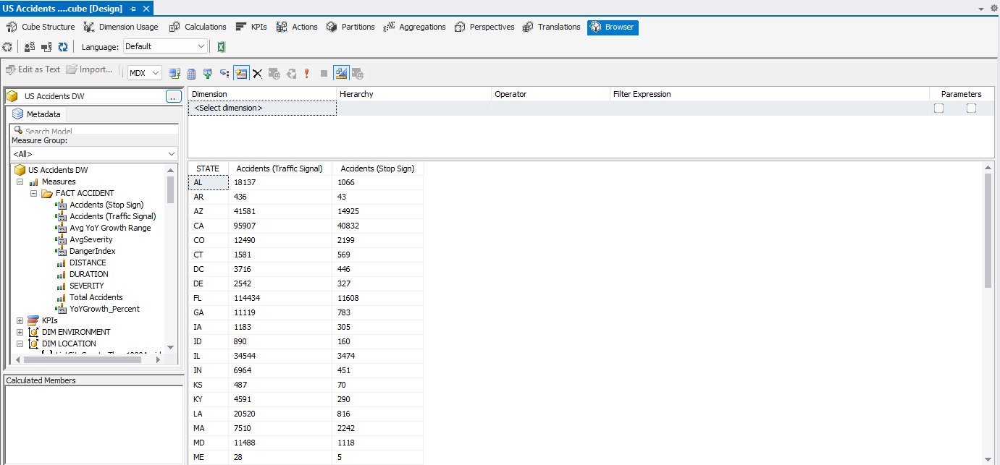 US Accidents ....cube [Design]
Cube Structure Dimension Usage Calculations KPIs Actions Partitions Aggregations Perspectives Translations Browser
Language: Default
Edit as Text Import... MDX
US Accidents DW ..
Metadata
Search Model
Measure Group:
<All>
US Accidents DW
Measures
FACT ACCIDENT
Accidents (Stop Sign)
Accidents (Traffic Signal)
Avg YoY Growth Range
AvgSeverity
DangerIndex
DISTANCE
DURATION
SEVERITY
Total Accidents
YoYGrowth_Percent
KPIs
DIM ENVIRONMENT
DIM LOCATION
Calculated Members
Dimension Hierarchy Operator Filter Expression Parameters
<Select dimension>
STATE Accidents (Traffic Signal) Accidents (Stop Sign)
AL 18137 1066
AR 436 43
AZ 41581 14925
CA 95907 40832
CO 12490 2199
CT 1581 569
DC 3716 446
DE 2542 327
FL 114434 11608
GA 11119 783
IA 1183 305
ID 890 160
IL 34544 3474
IN 6964 451
KS 487 70
KY 4591 290
LA 20520 816
MA 7510 2242
MD 11488 1118
ME 28 5